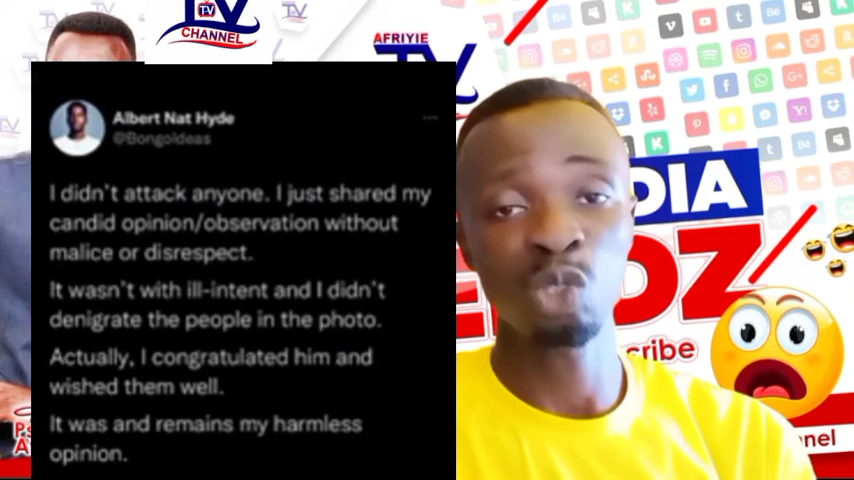 TV
CHANNEL
AFRIYIE
TV
Albert Nat Hyde
@BongoIdeas
I didn't attack anyone. I just shared my
candid opinion/observation without
malice or disrespect.
It wasn't with ill-intent and I didn't
denigrate the people in the photo.
Actually, I congratulated him and
wished them well.
It was and remains my harmless
opinion.
DIA
DZ
cribe
nel